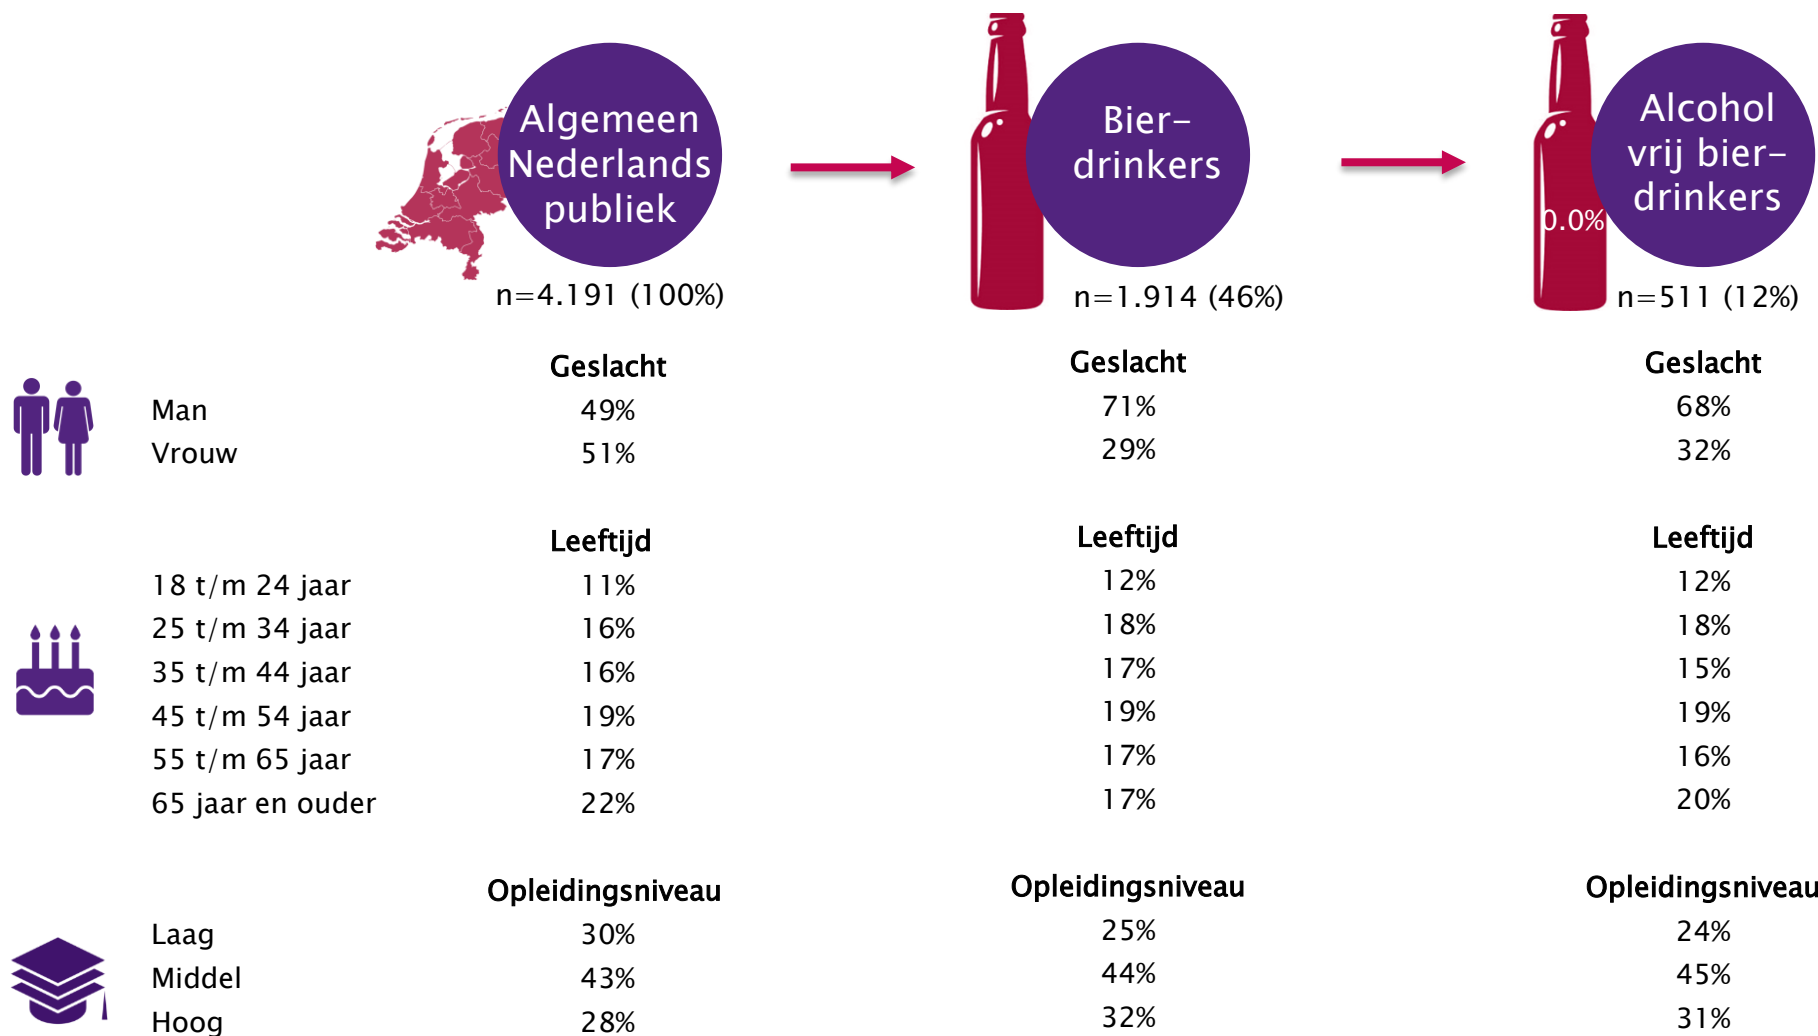 Algemeen
Nederlands
publiek
n=4.191 (100%)
Bier-
drinkers
n=1.914 (46%)
Alcohol
vrij bier-
drinkers
0.0%
n=511 (12%)
Geslacht Geslacht Geslacht
Man 49% 71% 68%
Vrouw 51% 29% 32%
Leeftijd Leeftijd Leeftijd
18 t/m 24 jaar 11% 12% 12%
25 t/m 34 jaar 16% 18% 18%
35 t/m 44 jaar 16% 17% 15%
45 t/m 54 jaar 19% 19% 19%
55 t/m 65 jaar 17% 17% 16%
65 jaar en ouder 22% 17% 20%
Opleidingsniveau Opleidingsniveau Opleidingsniveau
Laag 30% 25% 24%
Middel 43% 44% 45%
Hoog 28% 32% 31%